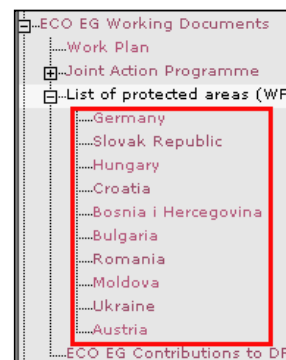 ECO EG Working Documents
Work Plan
Joint Action Programme
List of protected areas (WF
Germany
Slovak Republic
Hungary
Croatia
Bosnia i Hercegovina
Bulgaria
Romania
Moldova
Ukraine
Austria
ECO EG Contributions to DF